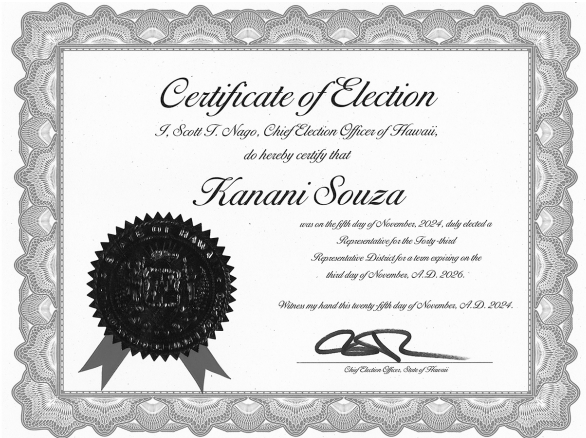 Certificate of Election
I, Scott T. Nago, Chief Election Officer of Hawaii,
do hereby certify that
Kanani Souza
was on the fifth day of November, 2024, duly elected a
Representative for the Forty-third
Representative District for a term expiring on the
third day of November, A.D. 2026.
Witness my hand this twenty-fifth day of November, A.D. 2024.
Chief Election Officer, State of Hawaii